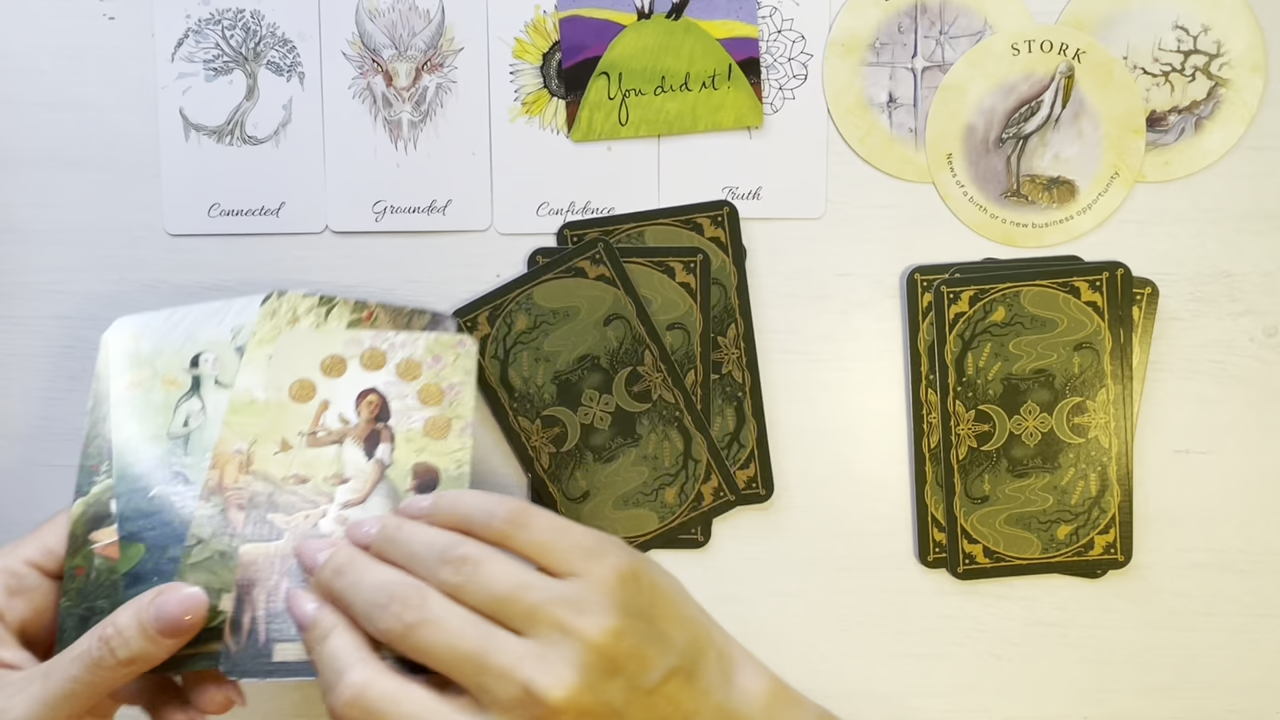 You did it!
STORK
News of a birth or a new business opportunity!
Connected
Grounded
Confidence
Truth